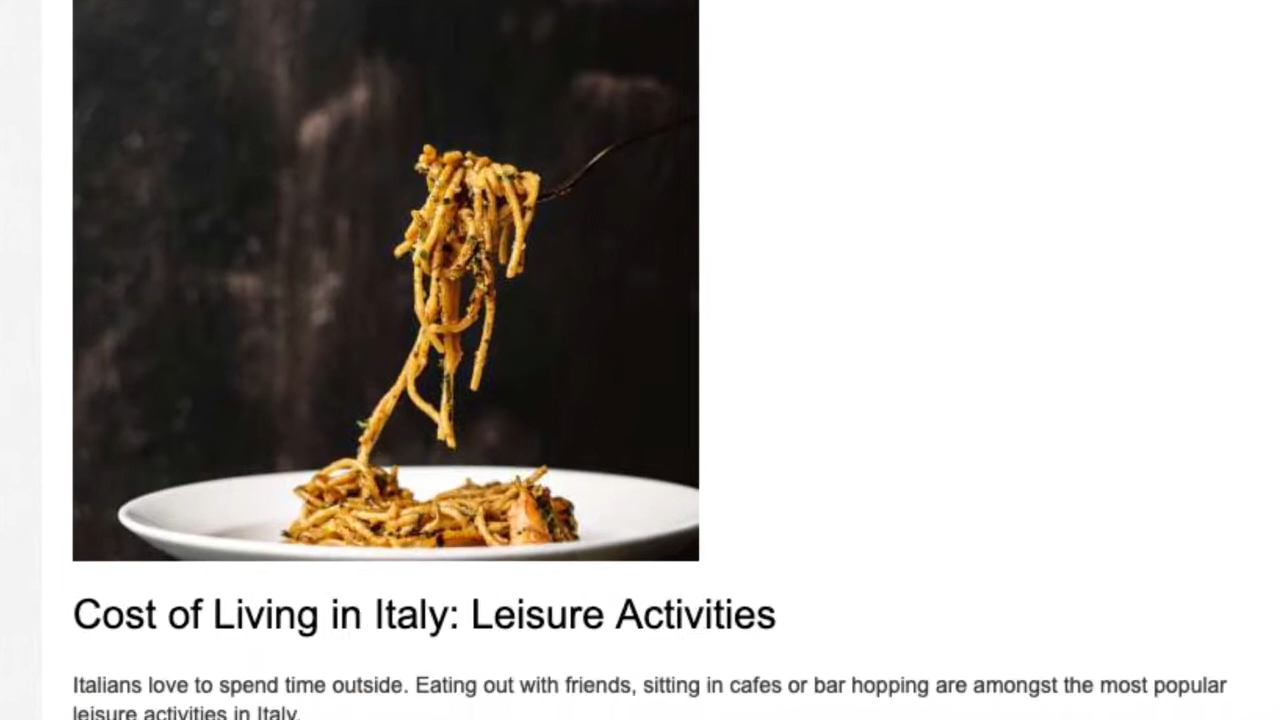 Cost of Living in Italy: Leisure Activities
Italians love to spend time outside. Eating out with friends, sitting in cafes or bar hopping are amongst the most popular
leisure activities in Italy.